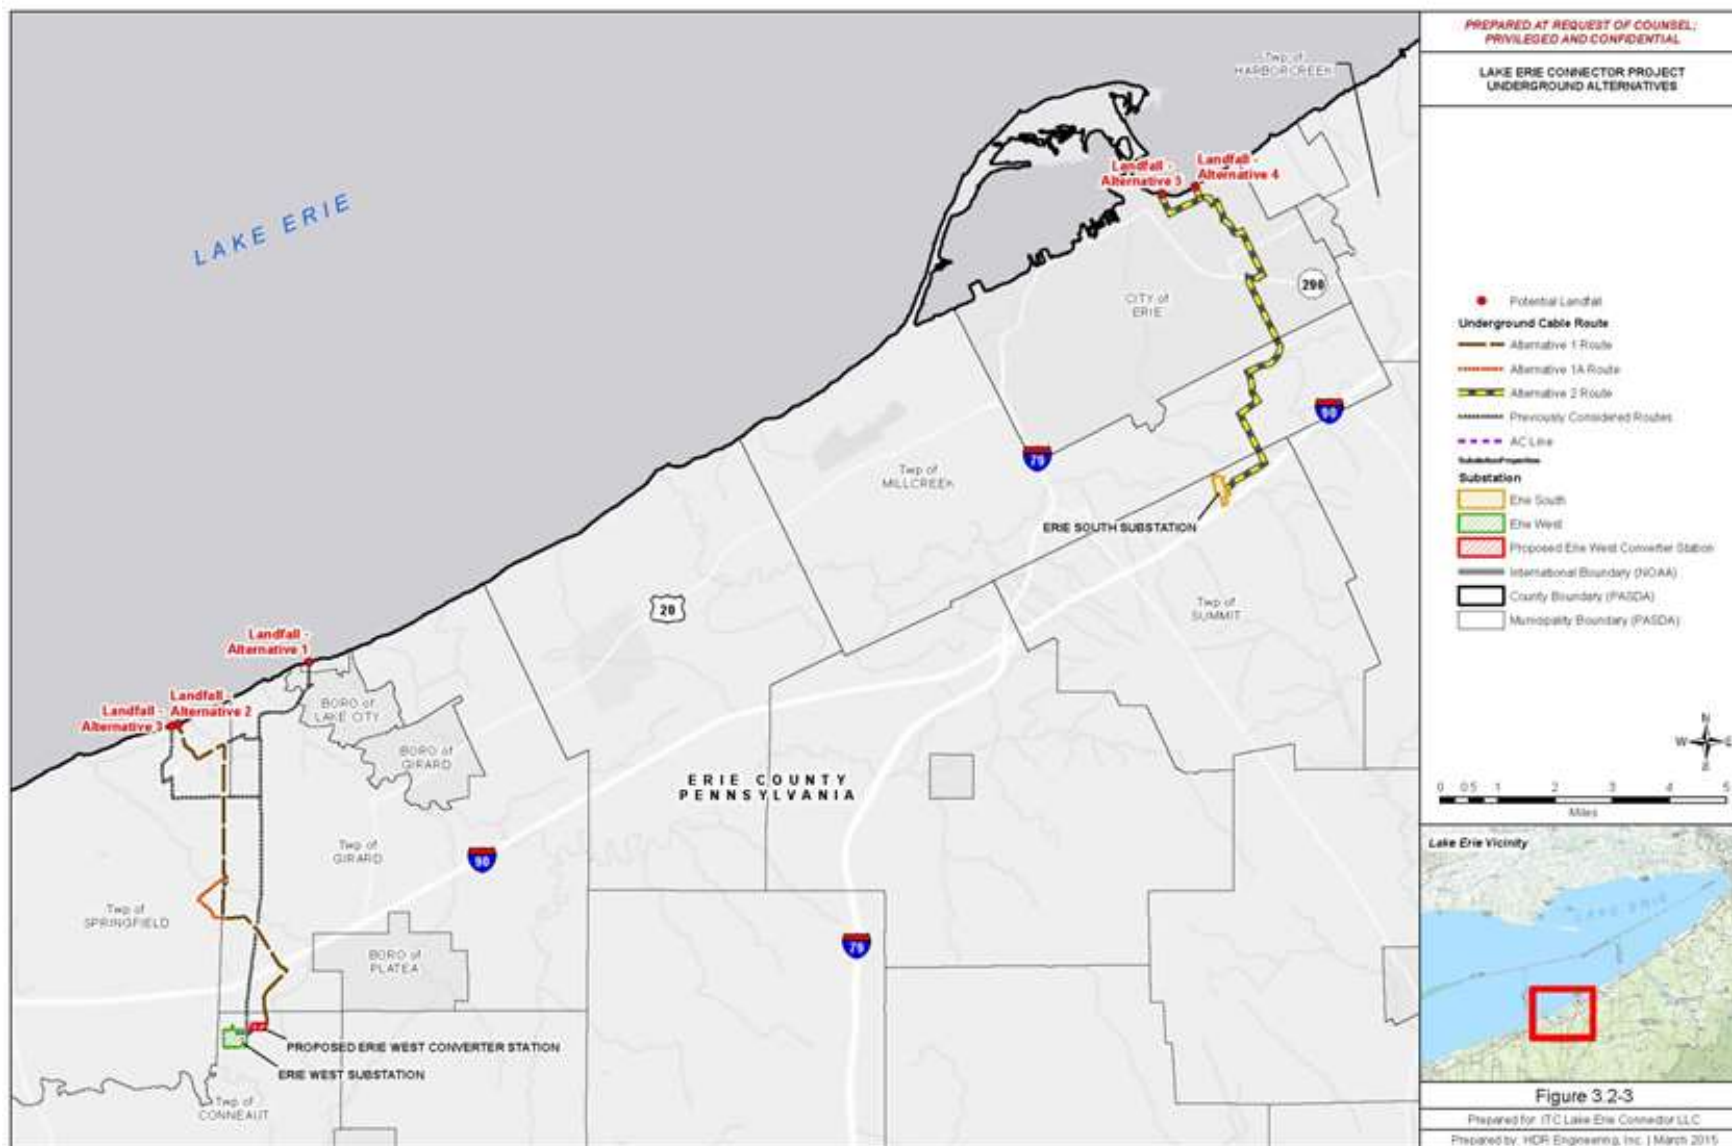 PREPARED AT REQUEST OF COUNSEL;
PRIVILEGED AND CONFIDENTIAL
LAKE ERIE CONNECTOR PROJECT
UNDERGROUND ALTERNATIVES
Twp of
HARBORCREEK
Landfall -
Alternative 3
Landfall -
Alternative 4
LAKE ERIE
290
CITY of
ERIE
90
79
Twp of
MILLCREEK
ERIE SOUTH SUBSTATION
20
Twp of
SUMMIT
Landfall -
Alternative 1
Landfall -
Alternative 2
Landfall -
Alternative 3
BORO of
LAKE CITY
BORO of
GIRARD
ERIE COUNTY
PENNSYLVANIA
Twp of
GIRARD
90
Twp of
SPRINGFIELD
BORO of
PLATEA
79
PROPOSED ERIE WEST CONVERTER STATION
ERIE WEST SUBSTATION
Twp of
CONNEAUT
Potential Landfall
Underground Cable Route
Alternative 1 Route
Alternative 1A Route
Alternative 2 Route
Previously Considered Routes
AC Line
Substation Properties
Substation
Erie South
Erie West
Proposed Erie West Converter Station
International Boundary (NOAA)
County Boundary (PASDA)
Municipality Boundary (PASDA)
N
W E
S
0 0.5 1 2 3 4 5
Miles
Lake Erie Vicinity
LAKE ERIE
Figure 3.2-3
Prepared for: ITC Lake Erie Connector LLC
Prepared by: HDR Engineering, Inc. | March 2015